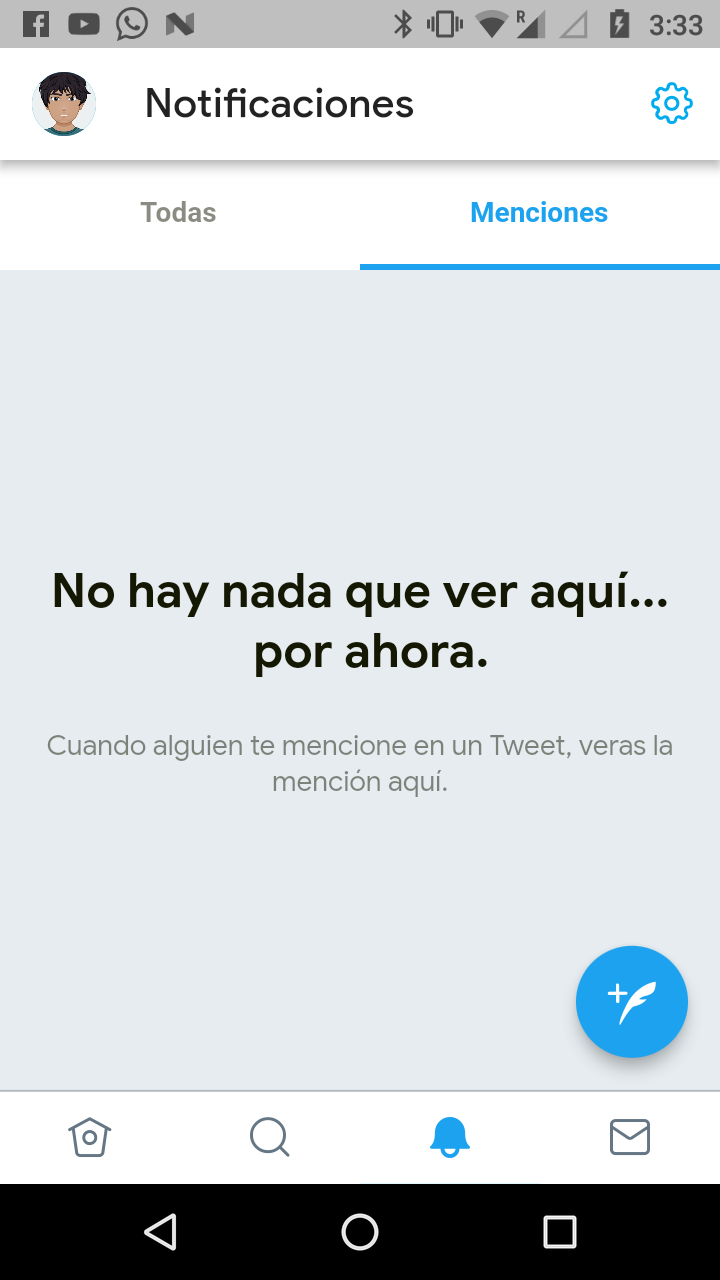 3:33
Notificaciones
Todas
Menciones
No hay nada que ver aquí...
por ahora.
Cuando alguien te mencione en un Tweet, veras la
mención aquí.